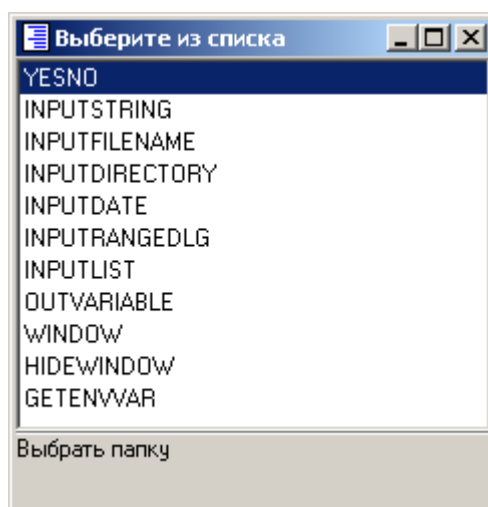 Выберите из списка
YESNO
INPUTSTRING
INPUTFILENAME
INPUTDIRECTORY
INPUTDATE
INPUTRANGEDLG
INPUTLIST
OUTVARIABLE
WINDOW
HIDEWINDOW
GETENVVAR
Выбрать папку